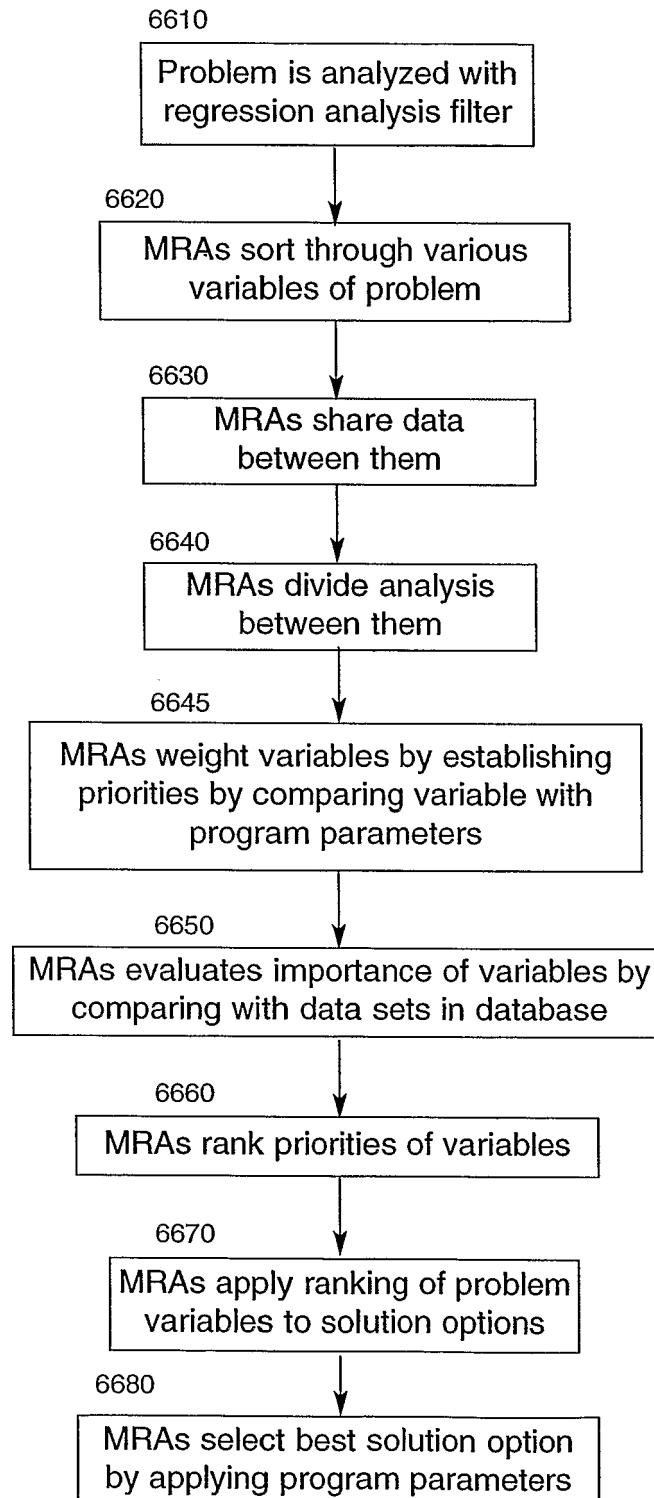 6610
Problem is analyzed with
regression analysis filter
6620
MRAs sort through various
variables of problem
6630
MRAs share data
between them
6640
MRAs divide analysis
between them
6645
MRAs weight variables by establishing
priorities by comparing variable with
program parameters
6650
MRAs evaluates importance of variables by
comparing with data sets in database
6660
MRAs rank priorities of variables
6670
MRAs apply ranking of problem
variables to solution options
6680
MRAs select best solution option
by applying program parameters